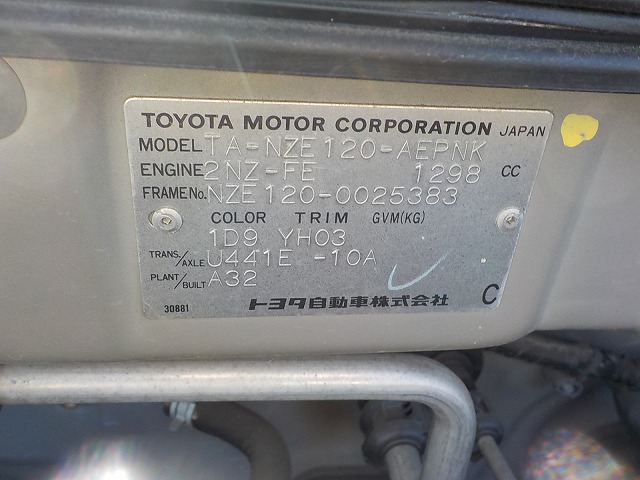 TOYOTA MOTOR CORPORATION JAPAN
MODEL TA-NZE120-AEPNK
ENGINE 2NZ-FE 1298 CC
FRAME No. NZE120-0025383
COLOR TRIM GVM(KG)
1D9 YH03
TRANS./AXLE U441E -10A
PLANT/BUILT A32
30881 トヨタ自動車株式会社 C